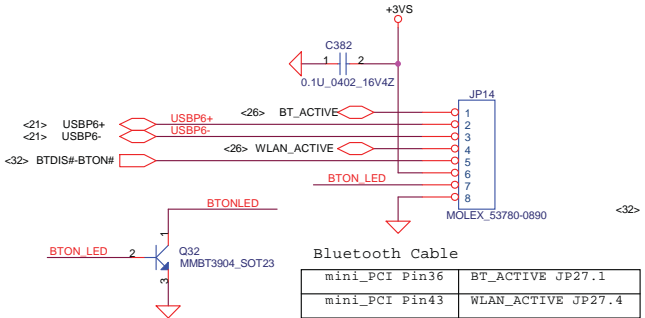 +3VS
C382
1 2
0.1U_0402_16V4Z
JP14
<26> BT_ACTIVE 1
<21> USBP6+ USBP6+ 2
<21> USBP6- USBP6- 3
<26> WLAN_ACTIVE 4
<32> BTDIS#-BTON# 5
6
BTON_LED 7
8
BTONLED
<32>
MOLEX_53780-0890
1
BTON_LED 2
Q32
MMBT3904_SOT23
3
Bluetooth Cable
mini_PCI Pin36 BT_ACTIVE JP27.1
mini_PCI Pin43 WLAN_ACTIVE JP27.4